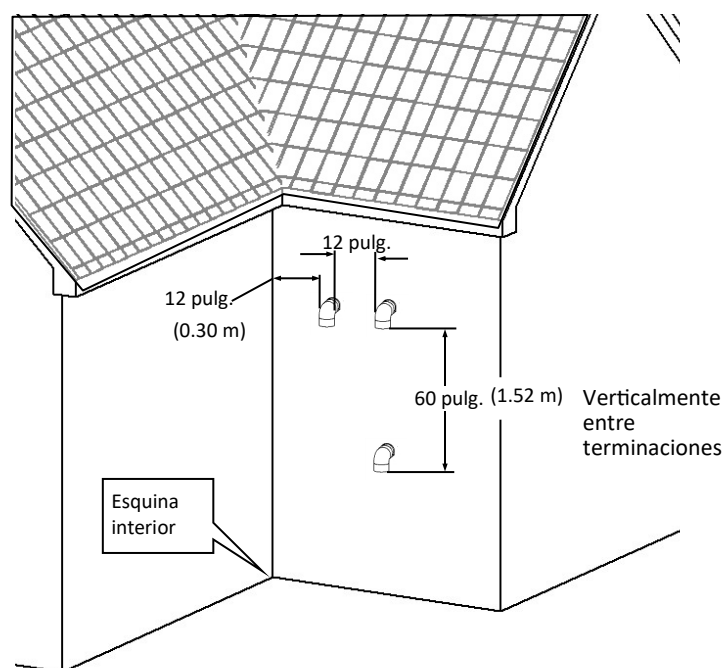 12 pulg.
12 pulg.
(0.30 m)
60 pulg. (1.52 m)
Verticalmente
entre
terminaciones
Esquina
interior